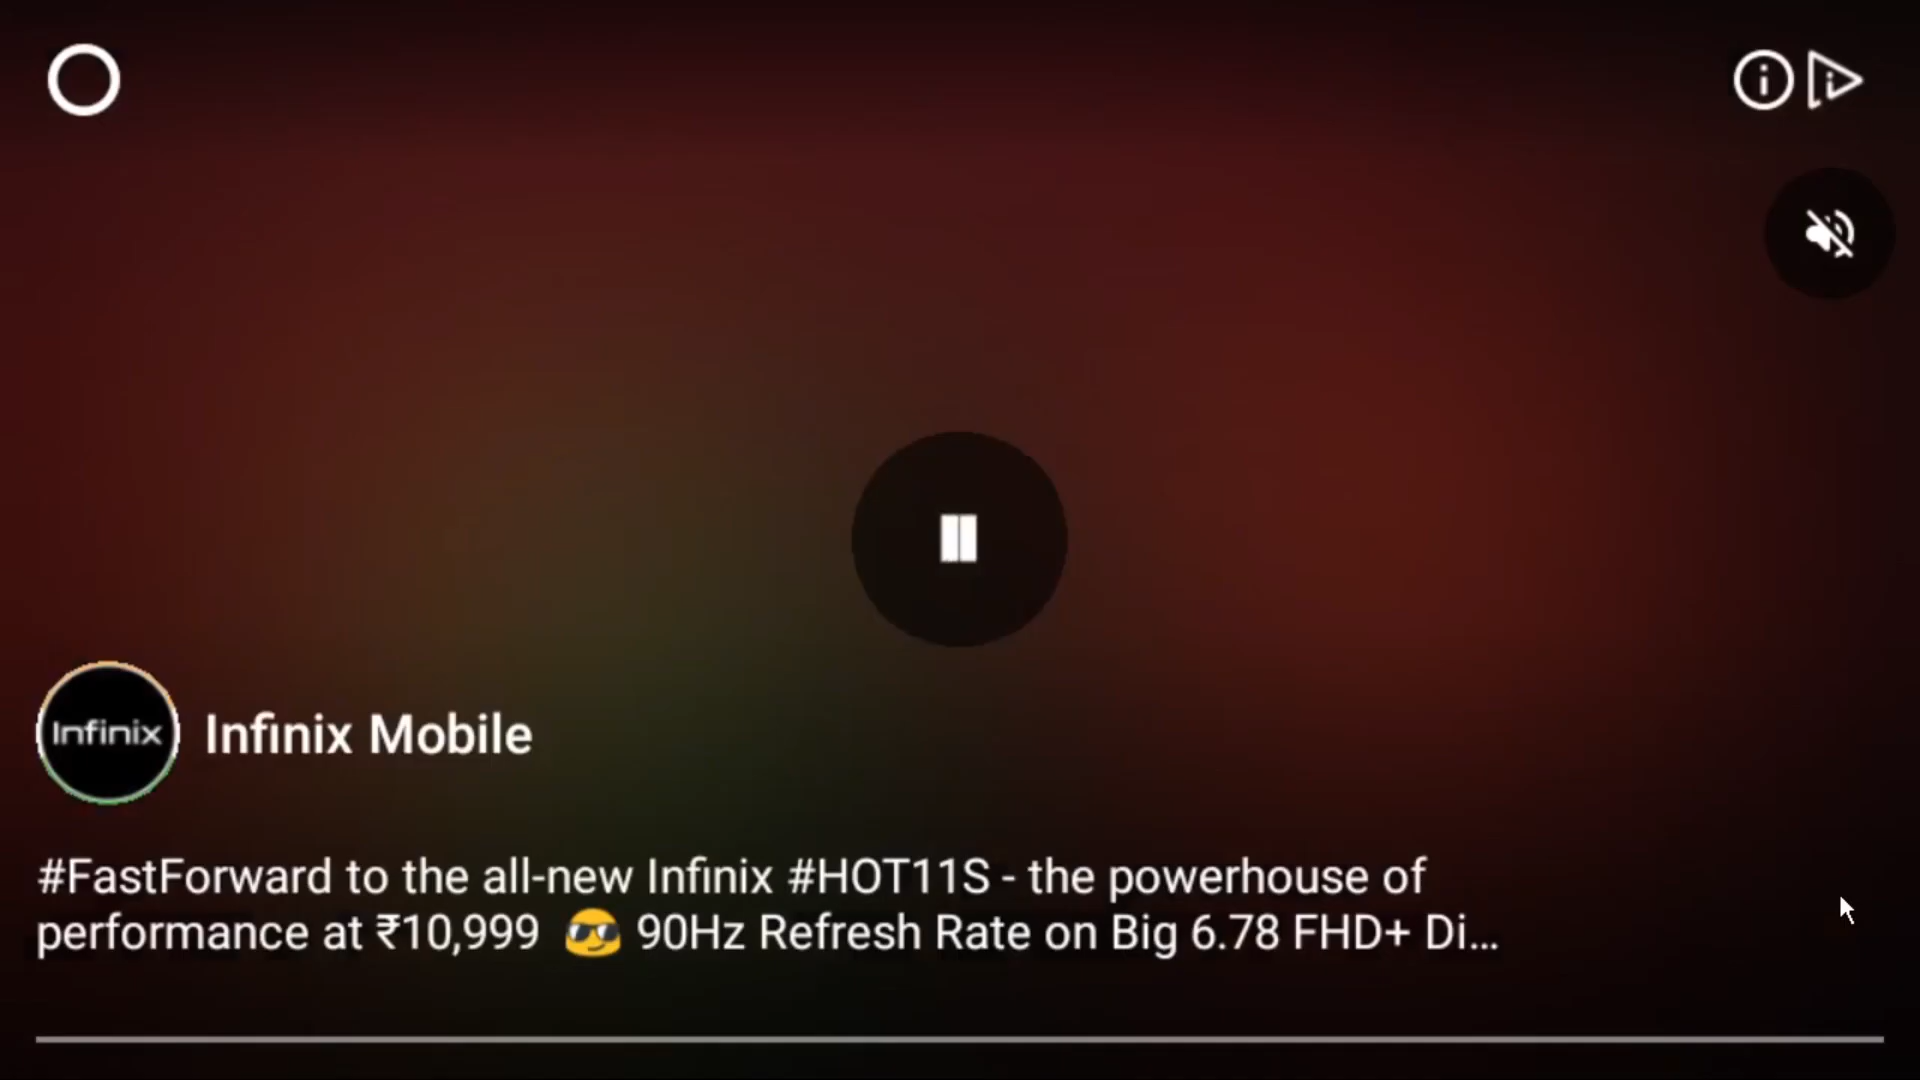 Infinix Infinix Mobile
#FastForward to the all-new Infinix #HOT11S - the powerhouse of
performance at ₹10,999 😎 90Hz Refresh Rate on Big 6.78 FHD+ Di...